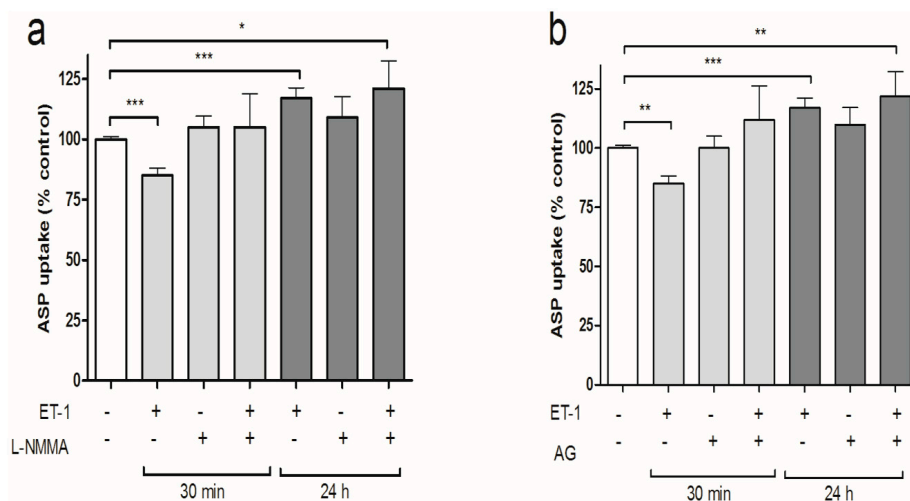 a
*
***
***
ASP uptake (% control)
125
100
75
50
25
0
ET-1 - + - + + - +
L-NMMA - - + + - + +
30 min 24 h
b
**
***
**
ASP uptake (% control)
125
100
75
50
25
0
ET-1 - + - + + - +
AG - - + + - + +
30 min 24 h